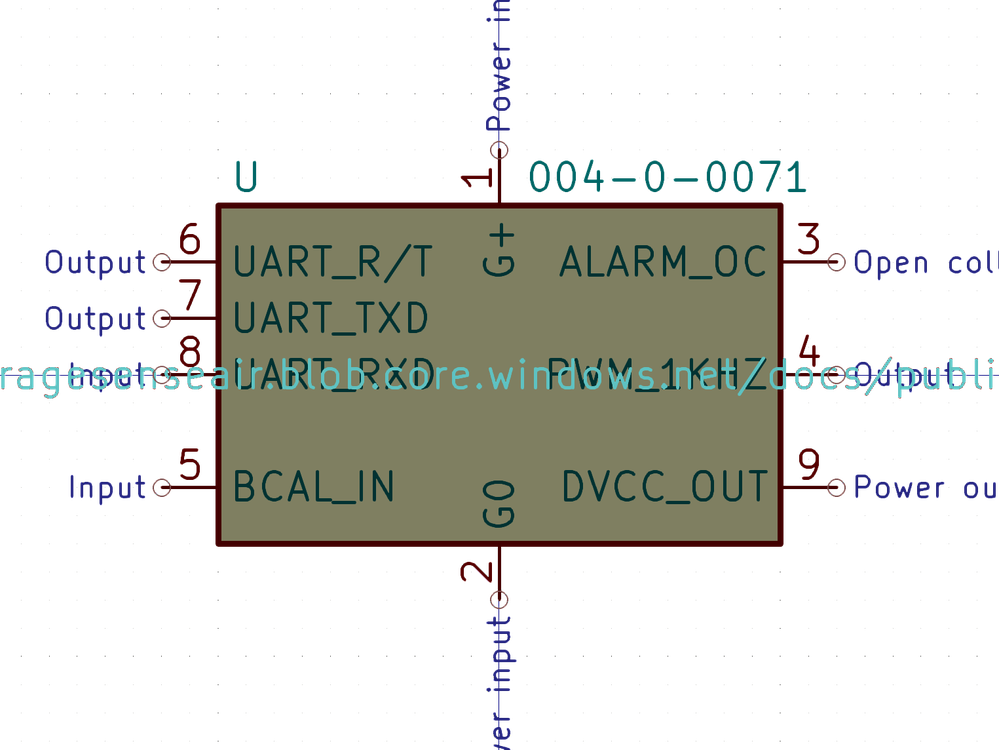 Power in
U
1
004-0-0071
6
Output
UART_R/T
G+
ALARM_OC
3
Open coll
7
Output
UART_TXD
8
Input
UART_RXD
PWM_1KHZ
4
Output
ragesenseair.blob.core.windows.net/docs/publi
5
Input
BCAL_IN
G0
DVCC_OUT
9
Power ou
2
wer input